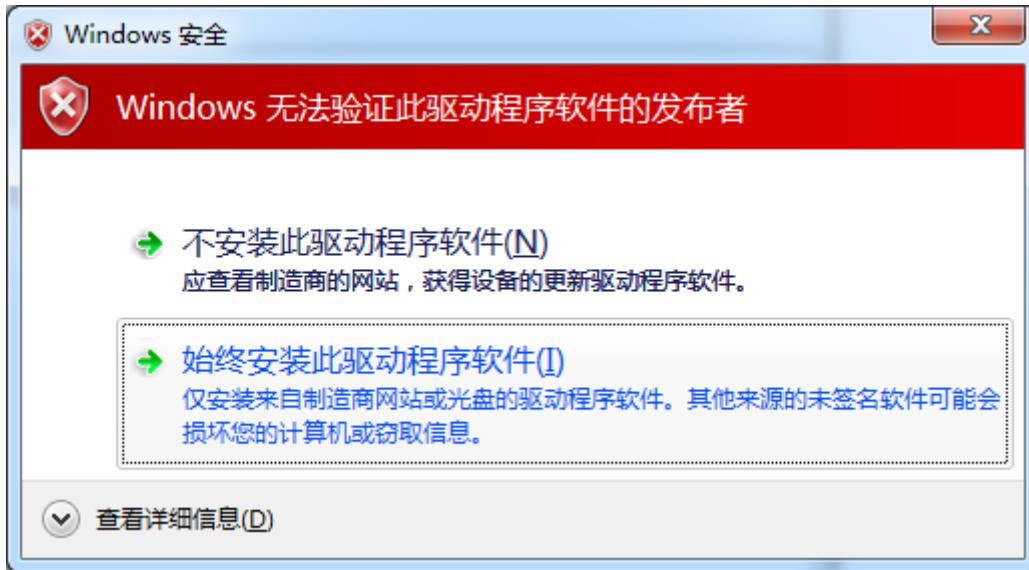 Windows 安全
Windows 无法验证此驱动程序软件的发布者
不安装此驱动程序软件(N)
应查看制造商的网站，获得设备的更新驱动程序软件。
始终安装此驱动程序软件(I)
仅安装来自制造商网站或光盘的驱动程序软件。其他来源的未签名软件可能会
损坏您的计算机或窃取信息。
查看详细信息(D)